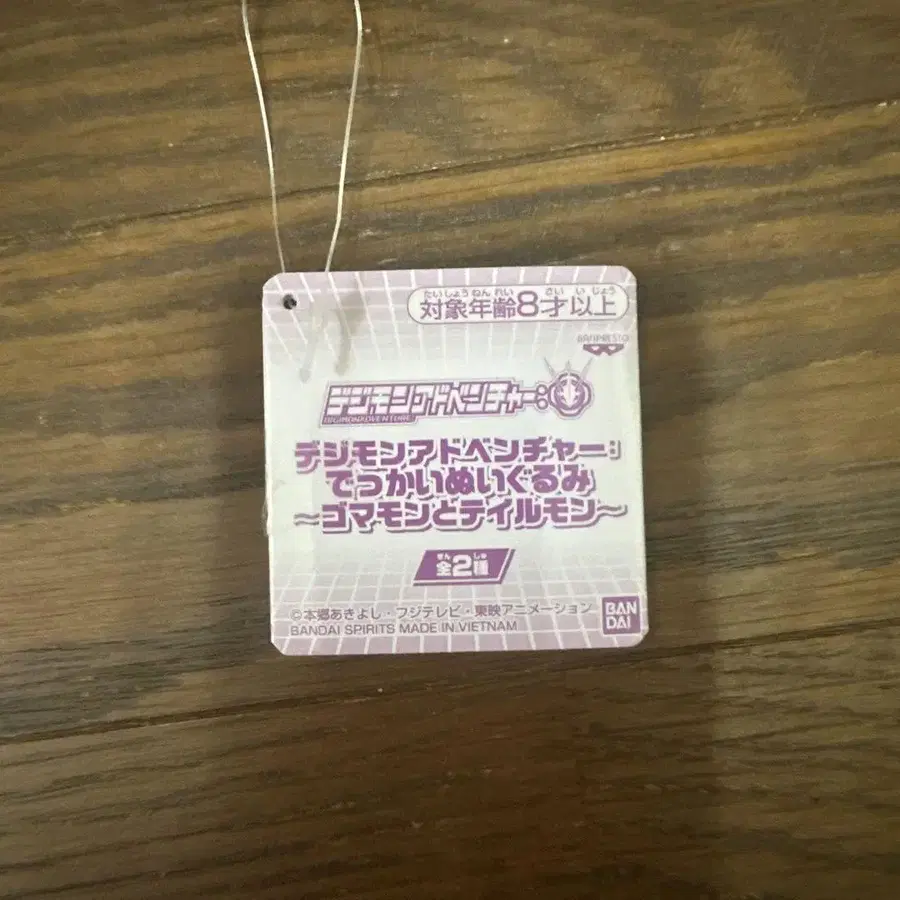 たいしょう ねんれい さい いじょう
対象年齢8才以上
BANPRESTO
デジモンアドベンチャー:
DIGIMON ADVENTURE:
デジモンアドベンチャー:
でっかいぬいぐるみ
～ゴマモンとテイルモン～
ぜん しゅ
全2種
©本郷あきよし・フジテレビ・東映アニメーション
BANDAI SPIRITS MADE IN VIETNAM
BAN
DAI